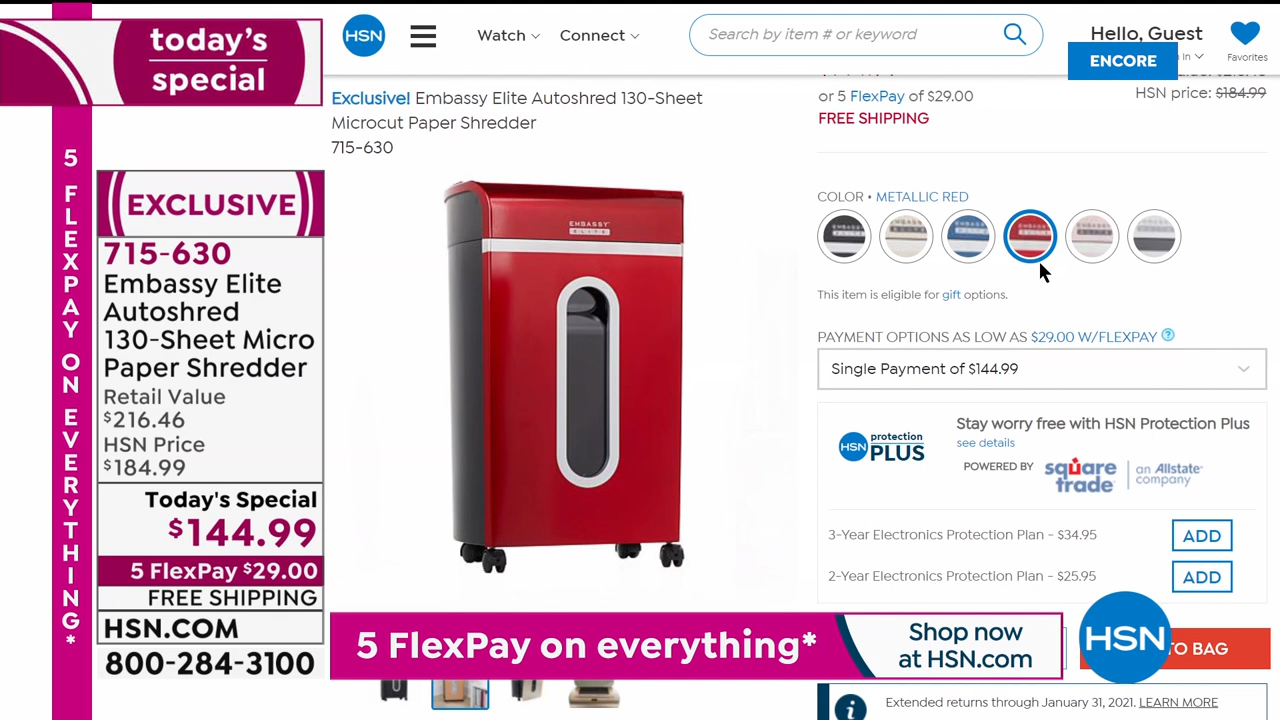 today's
special
5 FLEXPAY ON EVERYTHING*
EXCLUSIVE
715-630
Embassy Elite
Autoshred
130-Sheet Micro
Paper Shredder
Retail Value
$216.46
HSN Price
$184.99
Today's Special
$144.99
5 FlexPay $29.00
FREE SHIPPING
HSN.COM
800-284-3100
HSN
Watch
Connect
Search by item # or keyword
Hello, Guest
In
Favorites
ENCORE
Exclusive! Embassy Elite Autoshred 130-Sheet
Microcut Paper Shredder
715-630
EMBASSY
ELITE
or 5 FlexPay of $29.00
HSN price: $184.99
FREE SHIPPING
COLOR • METALLIC RED
This item is eligible for gift options.
PAYMENT OPTIONS AS LOW AS $29.00 W/FLEXPAY ?
Single Payment of $144.99
HSN protection PLUS
Stay worry free with HSN Protection Plus
see details
POWERED BY square trade | an Allstate company
3-Year Electronics Protection Plan - $34.95
ADD
2-Year Electronics Protection Plan - $25.95
ADD
5 FlexPay on everything*
Shop now
at HSN.com
HSN
TO BAG
i
Extended returns through January 31, 2021. LEARN MORE